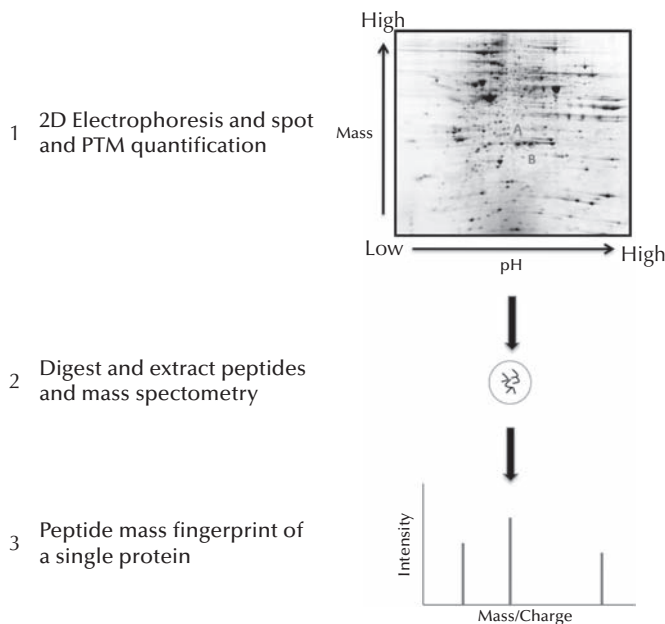 High
1 2D Electrophoresis and spot
and PTM quantification
Mass
A
B
Low
High
pH
2 Digest and extract peptides
and mass spectometry
3 Peptide mass fingerprint of
a single protein
Intensity
Mass/Charge